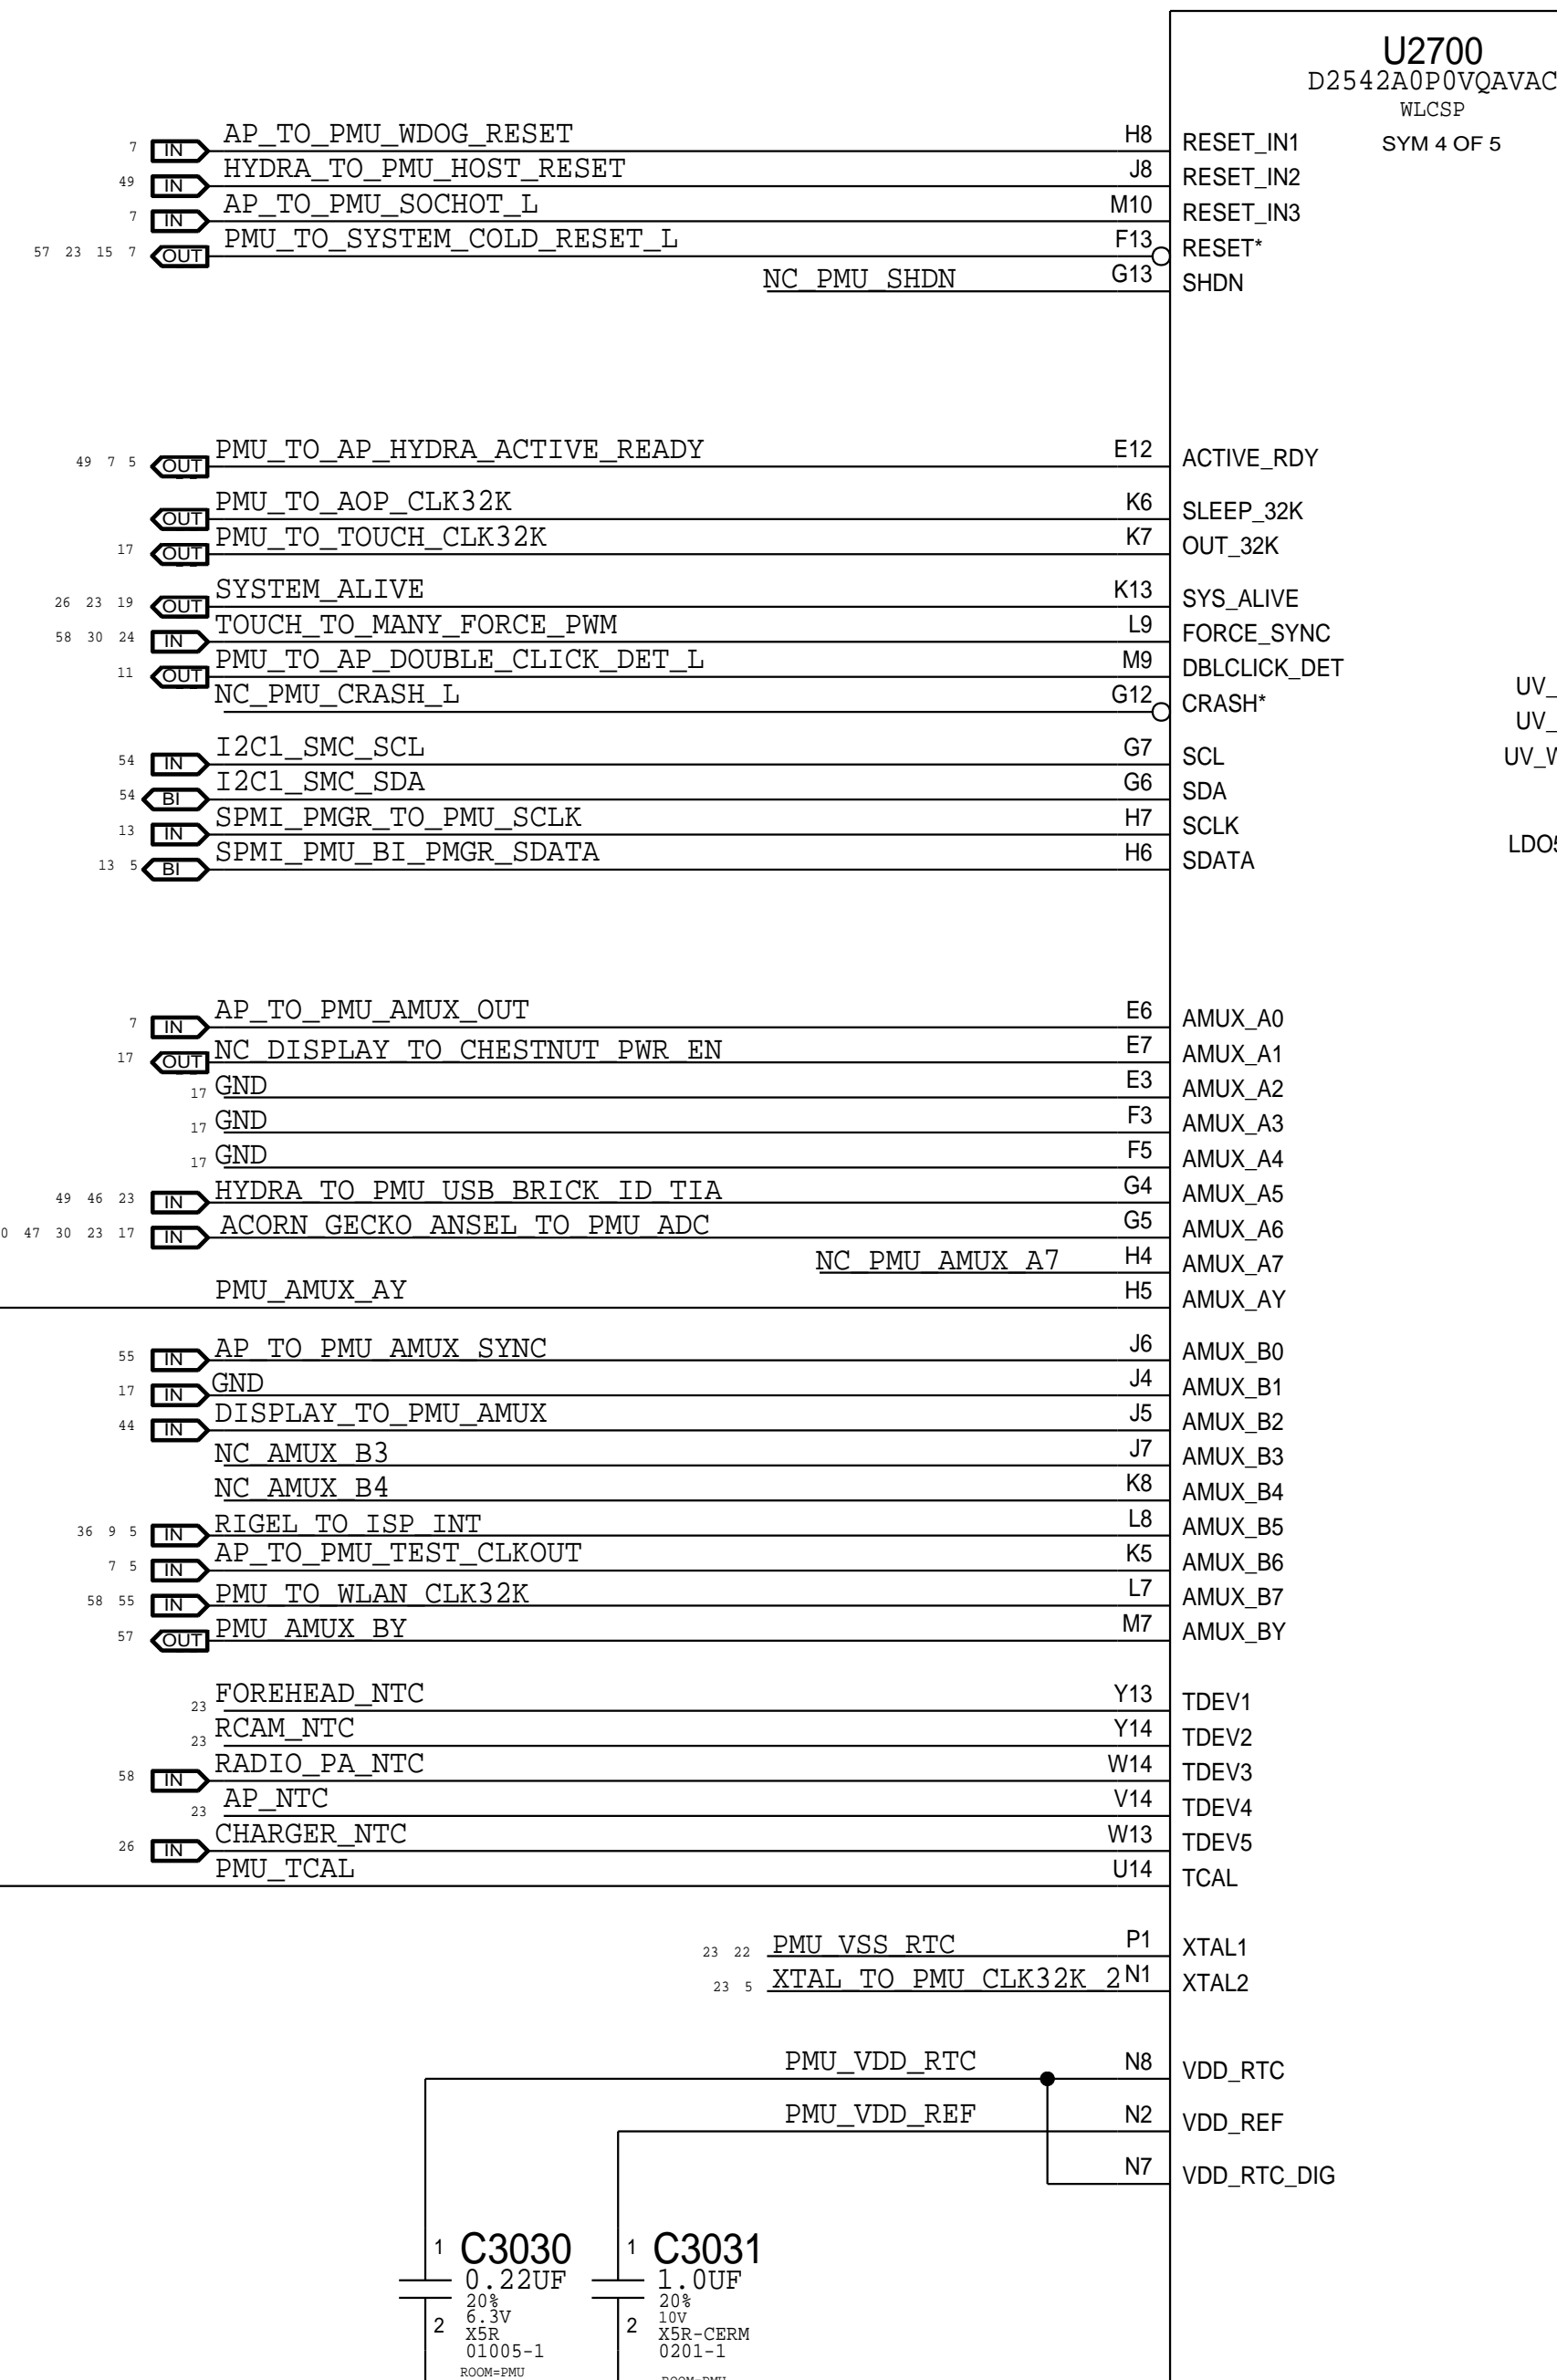 U2700
D2542A0P0VQAVAC
WLCSP
SYM 4 OF 5
7 IN AP_TO_PMU_WDOG_RESET H8 RESET_IN1
49 IN HYDRA_TO_PMU_HOST_RESET J8 RESET_IN2
7 IN AP_TO_PMU_SOCHOT_L M10 RESET_IN3
57 23 15 7 OUT PMU_TO_SYSTEM_COLD_RESET_L F13 RESET*
NC_PMU_SHDN G13 SHDN
49 7 5 OUT PMU_TO_AP_HYDRA_ACTIVE_READY E12 ACTIVE_RDY
OUT PMU_TO_AOP_CLK32K K6 SLEEP_32K
17 OUT PMU_TO_TOUCH_CLK32K K7 OUT_32K
26 23 19 OUT SYSTEM_ALIVE K13 SYS_ALIVE
58 30 24 IN TOUCH_TO_MANY_FORCE_PWM L9 FORCE_SYNC
11 OUT PMU_TO_AP_DOUBLE_CLICK_DET_L M9 DBLCLICK_DET
NC_PMU_CRASH_L G12 CRASH*
UV_
UV_
54 IN I2C1_SMC_SCL G7 SCL
UV_W
54 BI I2C1_SMC_SDA G6 SDA
13 IN SPMI_PMGR_TO_PMU_SCLK H7 SCLK
13 5 BI SPMI_PMU_BI_PMGR_SDATA H6 SDATA
LDO5
7 IN AP_TO_PMU_AMUX_OUT E6 AMUX_A0
17 OUT NC_DISPLAY_TO_CHESTNUT_PWR_EN E7 AMUX_A1
17 GND E3 AMUX_A2
17 GND F3 AMUX_A3
17 GND F5 AMUX_A4
49 46 23 IN HYDRA_TO_PMU_USB_BRICK_ID_TIA G4 AMUX_A5
0 47 30 23 17 IN ACORN_GECKO_ANSEL_TO_PMU_ADC G5 AMUX_A6
NC_PMU_AMUX_A7 H4 AMUX_A7
PMU_AMUX_AY H5 AMUX_AY
55 IN AP_TO_PMU_AMUX_SYNC J6 AMUX_B0
17 IN GND J4 AMUX_B1
44 IN DISPLAY_TO_PMU_AMUX J5 AMUX_B2
NC_AMUX_B3 J7 AMUX_B3
NC_AMUX_B4 K8 AMUX_B4
36 9 5 IN RIGEL_TO_ISP_INT L8 AMUX_B5
7 5 IN AP_TO_PMU_TEST_CLKOUT K5 AMUX_B6
58 55 IN PMU_TO_WLAN_CLK32K L7 AMUX_B7
57 OUT PMU_AMUX_BY M7 AMUX_BY
23 FOREHEAD_NTC Y13 TDEV1
23 RCAM_NTC Y14 TDEV2
58 IN RADIO_PA_NTC W14 TDEV3
23 AP_NTC V14 TDEV4
26 IN CHARGER_NTC W13 TDEV5
PMU_TCAL U14 TCAL
23 22 PMU_VSS_RTC P1 XTAL1
23 5 XTAL_TO_PMU_CLK32K_2 N1 XTAL2
PMU_VDD_RTC N8 VDD_RTC
PMU_VDD_REF N2 VDD_REF
N7 VDD_RTC_DIG
1 C3030
0.22UF
20%
6.3V
2 X5R
01005-1
ROOM=PMU
1 C3031
1.0UF
20%
10V
2 X5R-CERM
0201-1